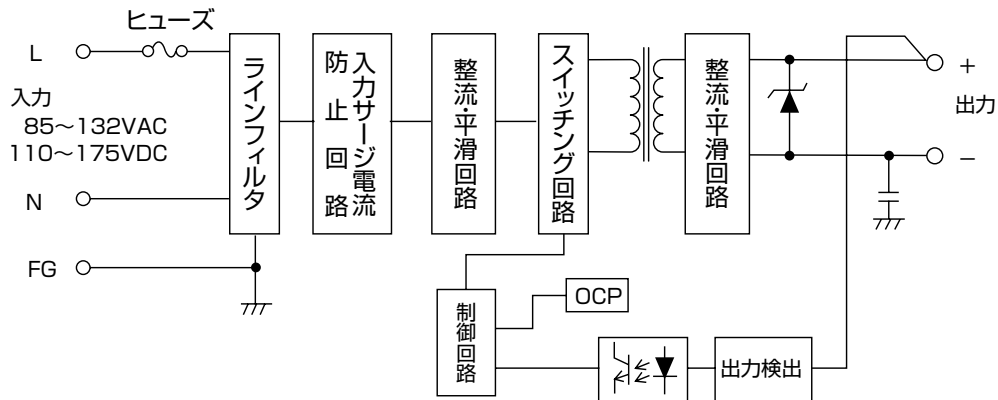 ヒューズ
L
入力
85〜132VAC
110〜175VDC
N
FG
ラインフィルタ
入力サージ電流
防止回路
整流・平滑回路
スイッチング回路
整流・平滑回路
+
出力
−
制御回路
OCP
出力検出